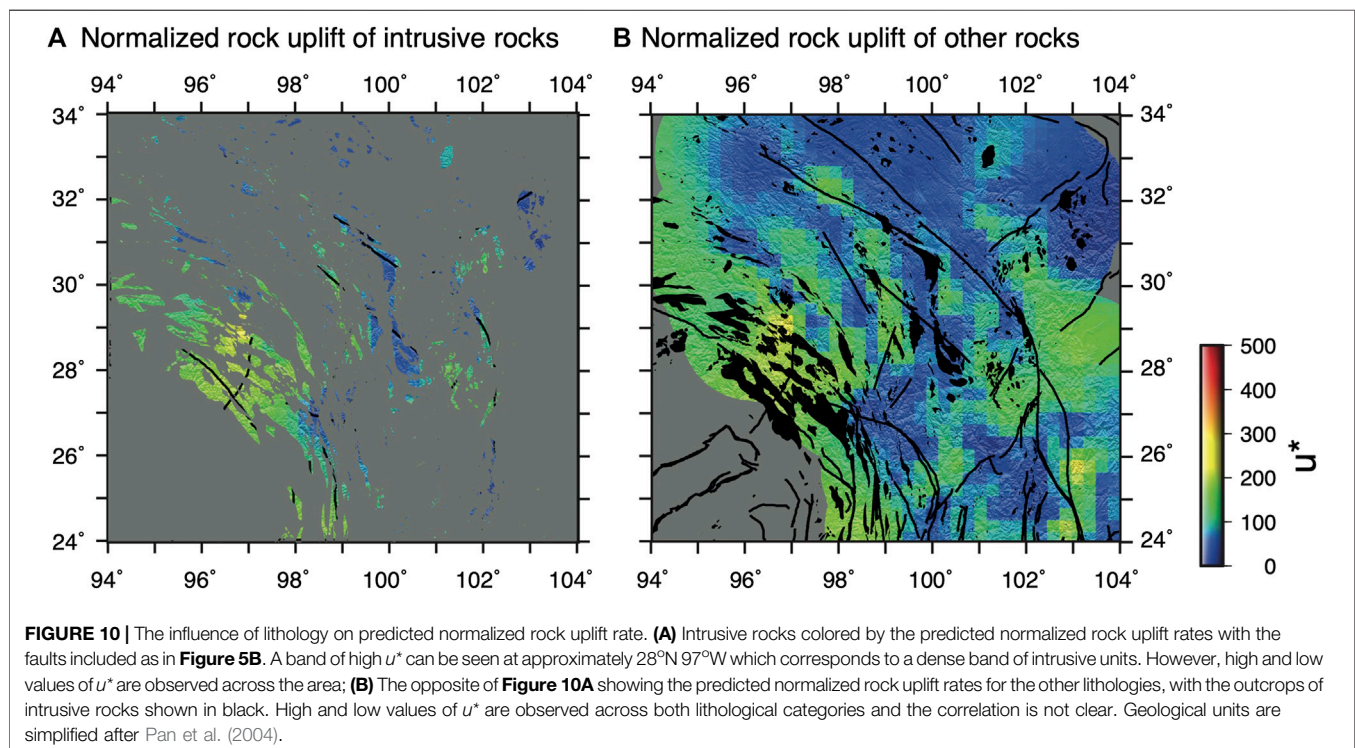 A Normalized rock uplift of intrusive rocks
B Normalized rock uplift of other rocks
94˚ 96˚ 98˚ 100˚ 102˚ 104˚
94˚ 96˚ 98˚ 100˚ 102˚ 104˚
34˚
32˚
30˚
28˚
26˚
24˚
34˚
32˚
30˚
28˚
26˚
24˚
94˚ 96˚ 98˚ 100˚ 102˚ 104˚
94˚ 96˚ 98˚ 100˚ 102˚ 104˚
500
400
300
200
100
0
u*
FIGURE 10 | The influence of lithology on predicted normalized rock uplift rate. (A) Intrusive rocks colored by the predicted normalized rock uplift rates with the
faults included as in Figure 5B. A band of high u* can be seen at approximately 28°N 97°W which corresponds to a dense band of intrusive units. However, high and low
values of u* are observed across the area; (B) The opposite of Figure 10A showing the predicted normalized rock uplift rates for the other lithologies, with the outcrops of
intrusive rocks shown in black. High and low values of u* are observed across both lithological categories and the correlation is not clear. Geological units are
simplified after Pan et al. (2004).